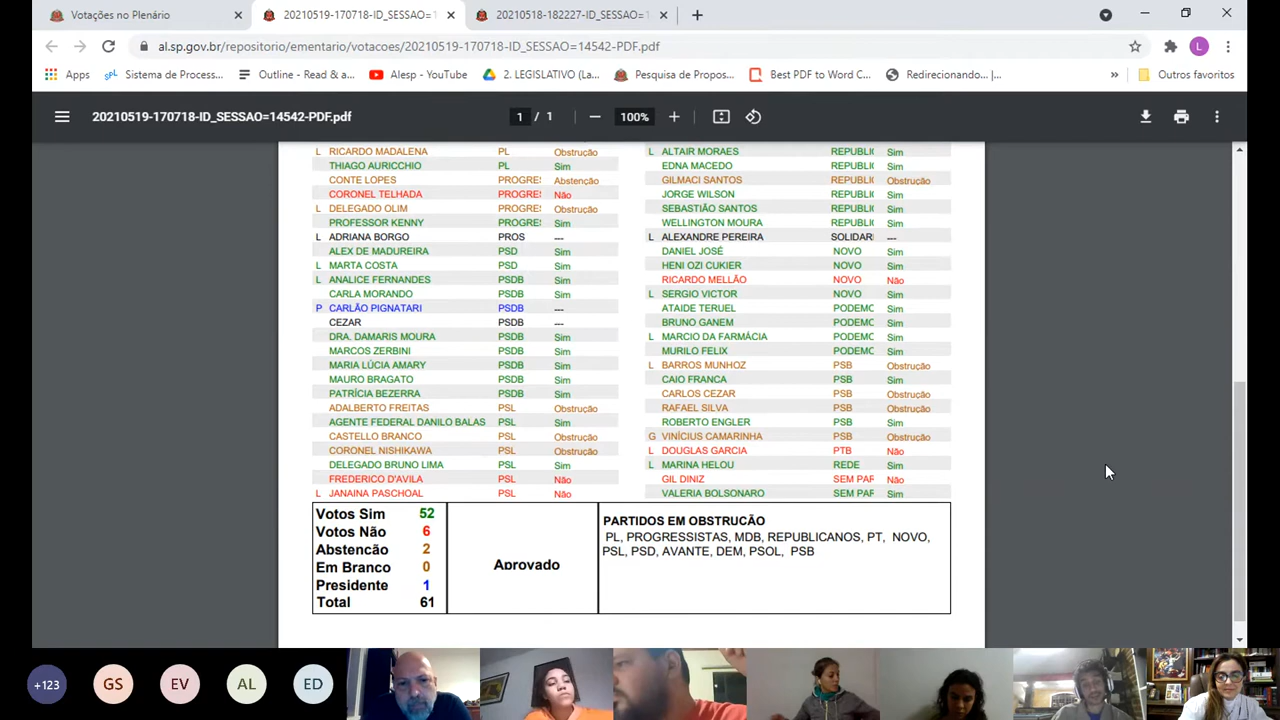 Votações no Plenário
20210519-170718-ID_SESSAO=1
20210518-182227-ID_SESSAO=1
L
al.sp.gov.br/repositorio/ementario/votacoes/20210519-170718-ID_SESSAO=14542-PDF.pdf
Apps
Sistema de Process...
Outline - Read & a...
Alesp - YouTube
2. LEGISLATIVO (La...
Pesquisa de Propos...
Best PDF to Word C...
Redirecionando... |...
»
Outros favoritos
20210519-170718-ID_SESSAO=14542-PDF.pdf
1 / 1
100%
L RICARDO MADALENA PL Obstrução
THIAGO AURICCHIO PL Sim
CONTE LOPES PROGRE Abstenção
CORONEL TELHADA PROGRE Não
L DELEGADO OLIM PROGRE Obstrução
PROFESSOR KENNY PROGRE Sim
L ADRIANA BORGO PROS ---
ALEX DE MADUREIRA PSD Sim
L MARTA COSTA PSD Sim
L ANALICE FERNANDES PSDB Sim
CARLA MORANDO PSDB Sim
P CARLÃO PIGNATARI PSDB ---
CEZAR PSDB ---
DRA. DAMARIS MOURA PSDB Sim
MARCOS ZERBINI PSDB Sim
MARIA LÚCIA AMARY PSDB Sim
MAURO BRAGATO PSDB Sim
PATRÍCIA BEZERRA PSDB Sim
ADALBERTO FREITAS PSL Obstrução
AGENTE FEDERAL DANILO BALAS PSL Sim
CASTELLO BRANCO PSL Obstrução
CORONEL NISHIKAWA PSL Obstrução
DELEGADO BRUNO LIMA PSL Sim
FREDERICO D'AVILA PSL Não
L JANAINA PASCHOAL PSL Não
L ALTAIR MORAES REPUBLI Sim
EDNA MACEDO REPUBLI Sim
GILMACI SANTOS REPUBLI Obstrução
JORGE WILSON REPUBLI Sim
SEBASTIÃO SANTOS REPUBLI Sim
WELLINGTON MOURA REPUBLI Sim
L ALEXANDRE PEREIRA SOLIDAR ---
DANIEL JOSÉ NOVO Sim
HENI OZI CUKIER NOVO Sim
RICARDO MELLÃO NOVO Não
L SERGIO VICTOR NOVO Sim
ATAIDE TERUEL PODEMO Sim
BRUNO GANEM PODEMO Sim
L MARCIO DA FARMÁCIA PODEMO Sim
MURILO FELIX PODEMO Sim
L BARROS MUNHOZ PSB Obstrução
CAIO FRANCA PSB Sim
CARLOS CEZAR PSB Obstrução
RAFAEL SILVA PSB Obstrução
ROBERTO ENGLER PSB Sim
G VINÍCIUS CAMARINHA PSB Obstrução
L DOUGLAS GARCIA PTB Não
L MARINA HELOU REDE Sim
GIL DINIZ SEM PAR Não
VALERIA BOLSONARO SEM PAR Sim
Votos Sim 52
Votos Não 6
Abstencão 2
Em Branco 0
Presidente 1
Total 61
Aprovado
PARTIDOS EM OBSTRUCÃO
PL, PROGRESSISTAS, MDB, REPUBLICANOS, PT, NOVO,
PSL, PSD, AVANTE, DEM, PSOL, PSB
+123
GS
EV
AL
ED